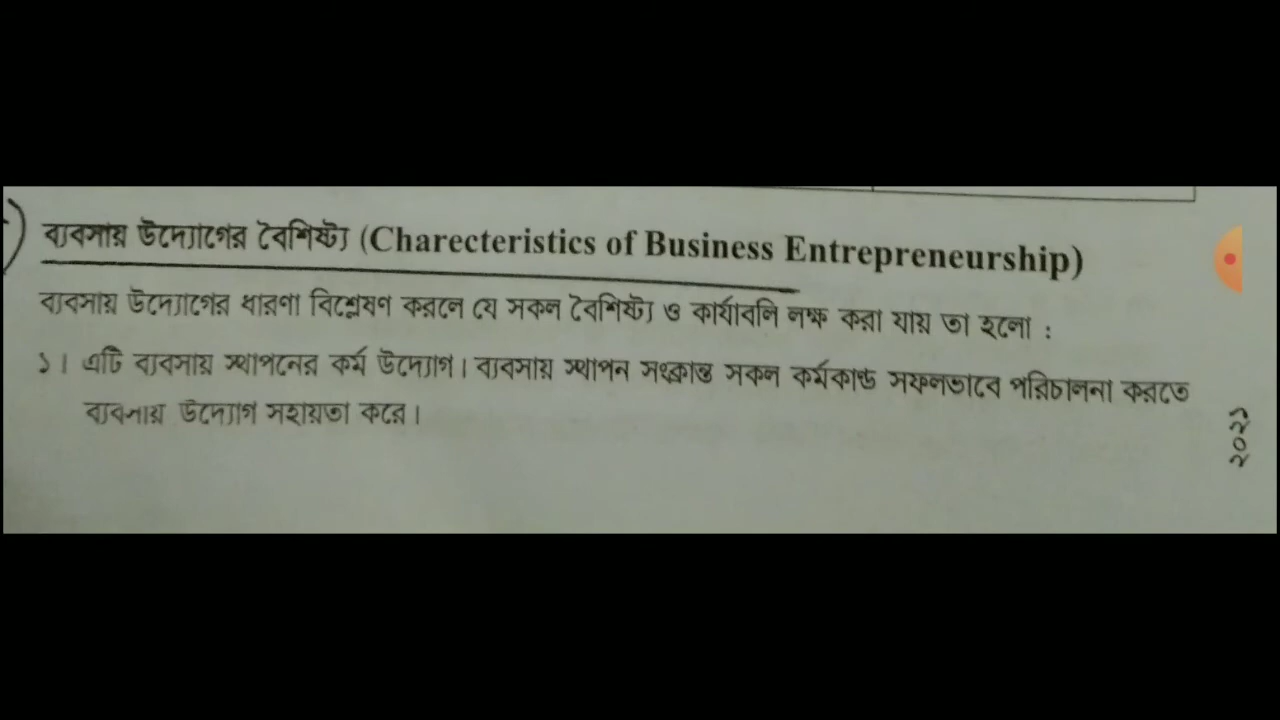 ব্যবসায় উদ্যোগের বৈশিষ্ট্য (Charecteristics of Business Entrepreneurship)
ব্যবসায় উদ্যোগের ধারণা বিশ্লেষণ করলে যে সকল বৈশিষ্ট্য ও কার্যাবলি লক্ষ করা যায় তা হলো :
১। এটি ব্যবসায় স্থাপনের কর্ম উদ্যোগ। ব্যবসায় স্থাপন সংক্রান্ত সকল কর্মকাণ্ড সফলভাবে পরিচালনা করতে
ব্যবসায় উদ্যোগ সহায়তা করে।
২০২১